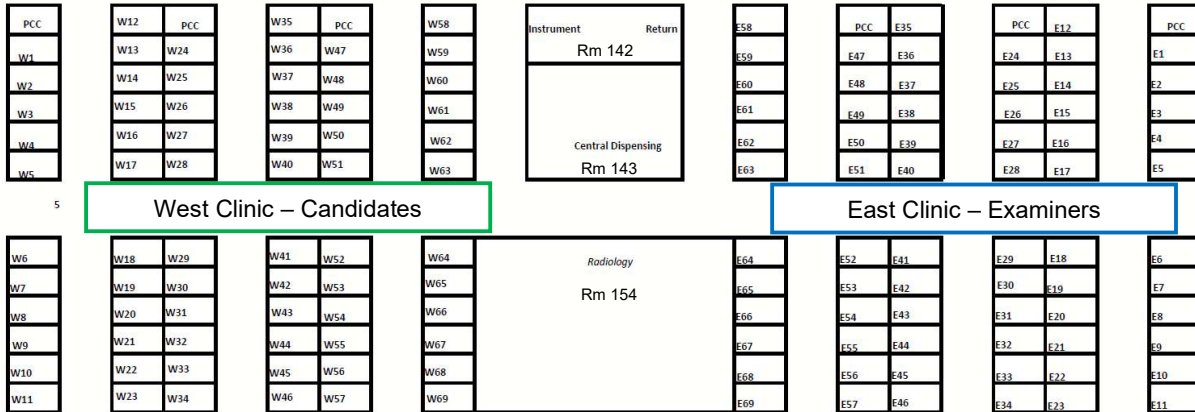 PCC W12 PCC W35 PCC W58 Instrument Return E58 PCC E35 PCC E12 PCC
W1 W13 W24 W36 W47 W59 Rm 142 E59 E47 E36 E24 E13 E1
W2 W14 W25 W37 W48 W60 E60 E48 E37 E25 E14 E2
W3 W15 W26 W38 W49 W61 E61 E49 E38 E26 E15 E3
W4 W16 W27 W39 W50 W62 Central Dispensing E62 E50 E39 E27 E16 E4
W5 W17 W28 W40 W51 W63 Rm 143 E63 E51 E40 E28 E17 E5
5 West Clinic – Candidates East Clinic – Examiners
W6 W18 W29 W41 W52 W64 Radiology E64 E52 E41 E29 E18 E6
W7 W19 W30 W42 W53 W65 Rm 154 E65 E53 E42 E30 E19 E7
W8 W20 W31 W43 W54 W66 E66 E54 E43 E31 E20 E8
W9 W21 W32 W44 W55 W67 E67 E55 E44 E32 E21 E9
W10 W22 W33 W45 W56 W68 E68 E56 E45 E33 E22 E10
W11 W23 W34 W46 W57 W69 E69 E57 E46 E34 E23 E11